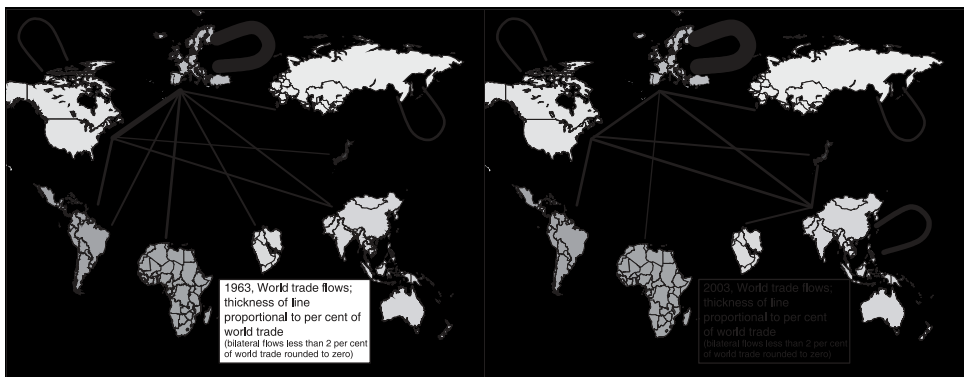 1963, World trade flows;
thickness of line
proportional to per cent of
world trade
(bilateral flows less than 2 per cent
of world trade rounded to zero)
2003, World trade flows;
thickness of line
proportional to per cent
of world trade
(bilateral flows less than 2 per cent
of world trade rounded to zero)